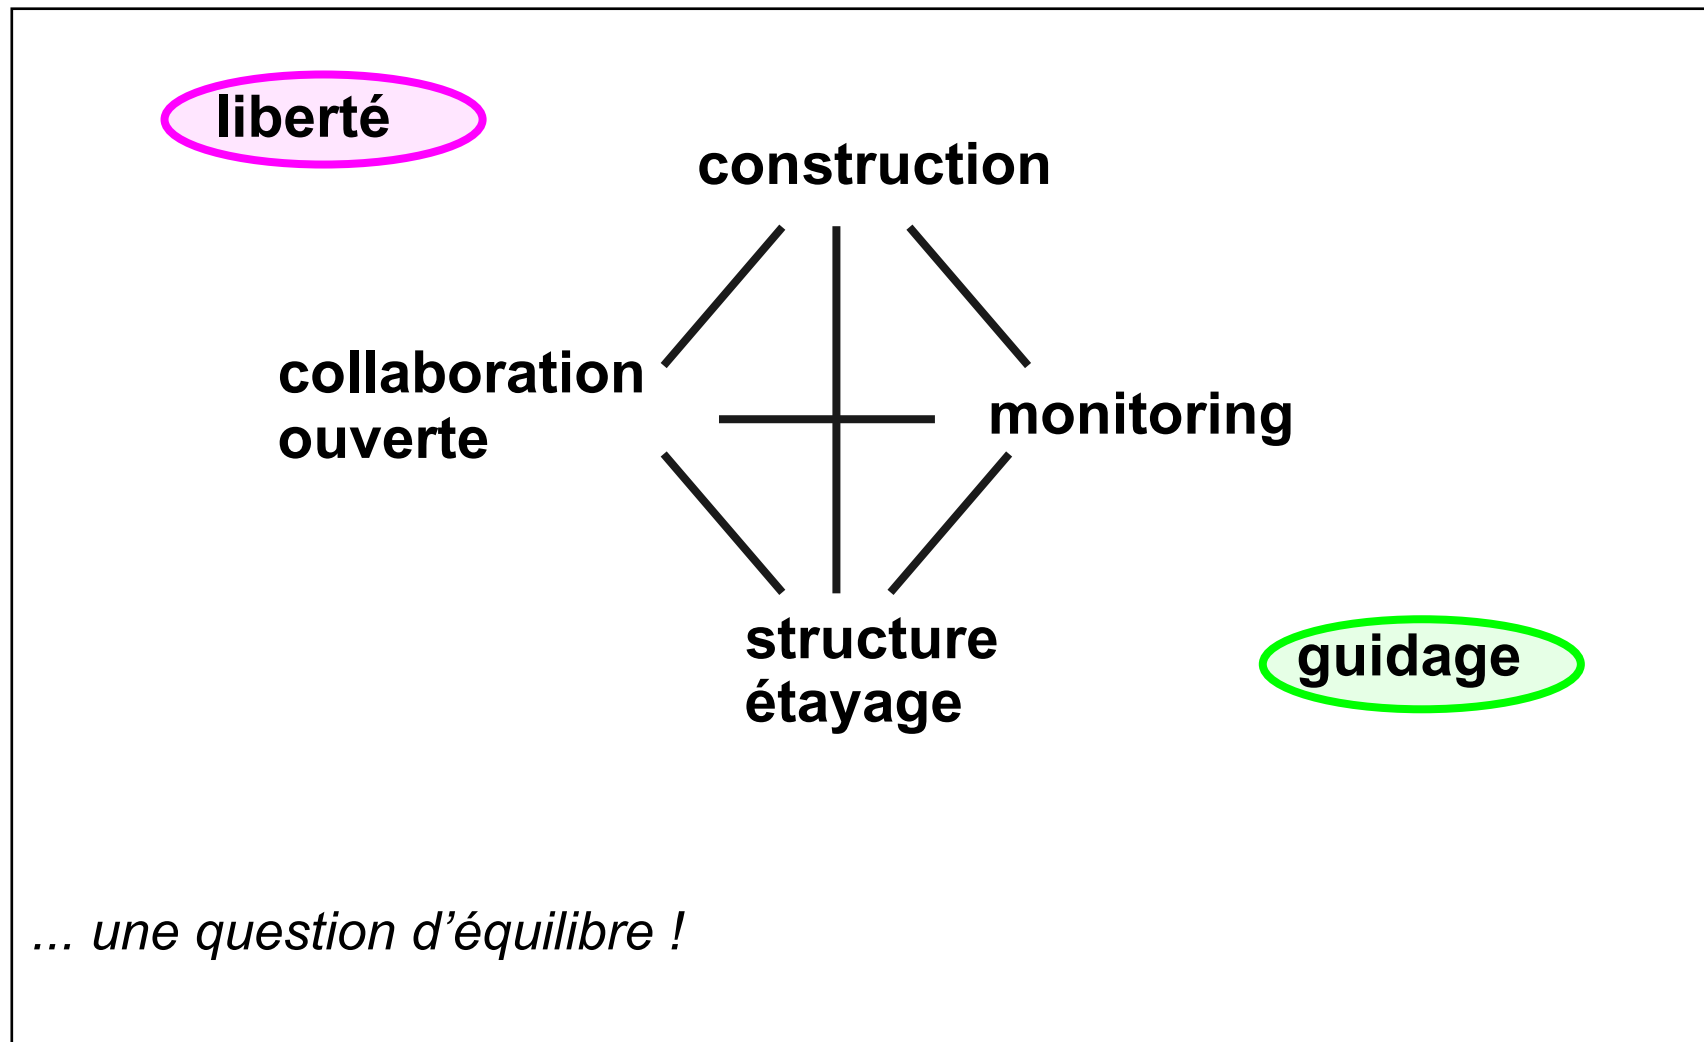 liberté
construction
collaboration
ouverte
monitoring
structure
étayage
guidage
... une question d’équilibre !